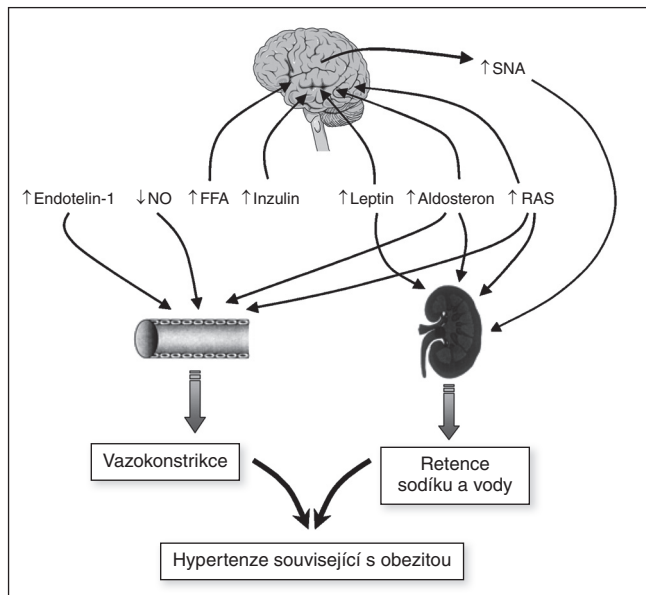 ↑SNA
↑Endotelin-1 ↓NO ↑FFA ↑Inzulin ↑Leptin ↑Aldosteron ↑RAS
Vazokonstrikce
Retence
sodíku a vody
Hypertenze související s obezitou